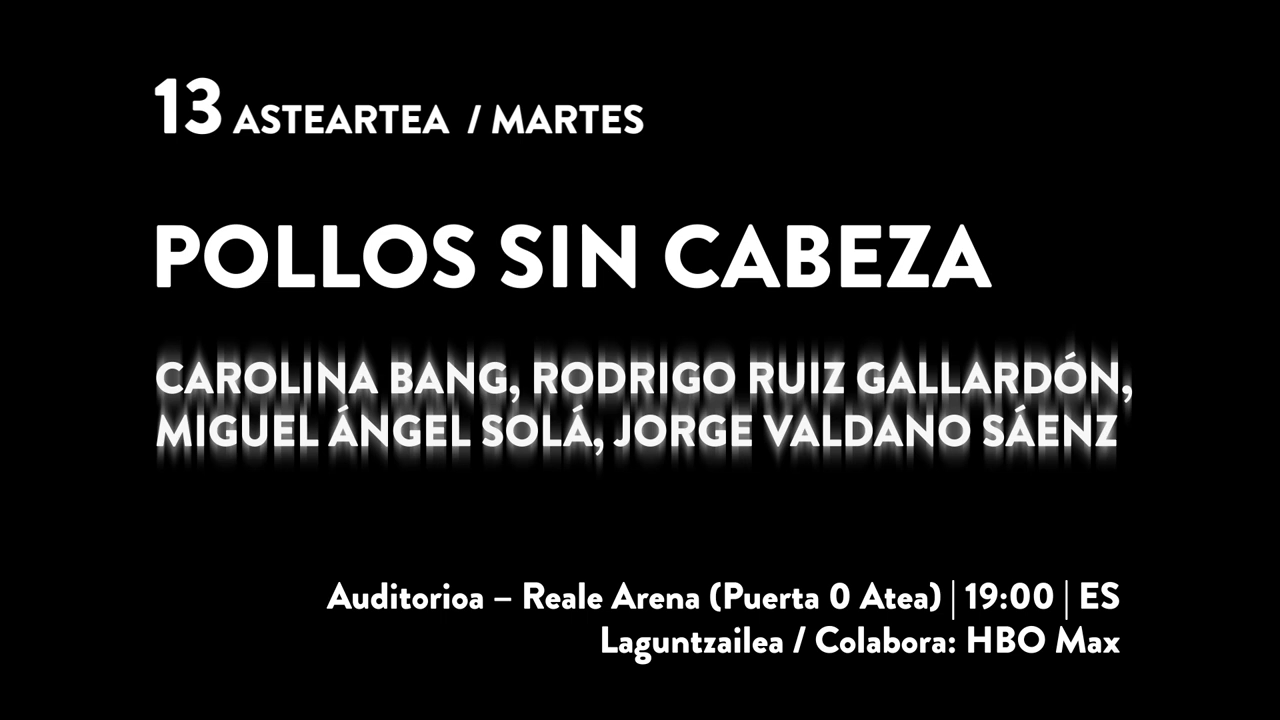 13 ASTEARTEA / MARTES
POLLOS SIN CABEZA
CAROLINA BANG, RODRIGO RUIZ GALLARDÓN,
MIGUEL ÁNGEL SOLÁ, JORGE VALDANO SÁENZ
Auditorioa – Reale Arena (Puerta 0 Atea) | 19:00 | ES
Laguntzailea / Colabora: HBO Max